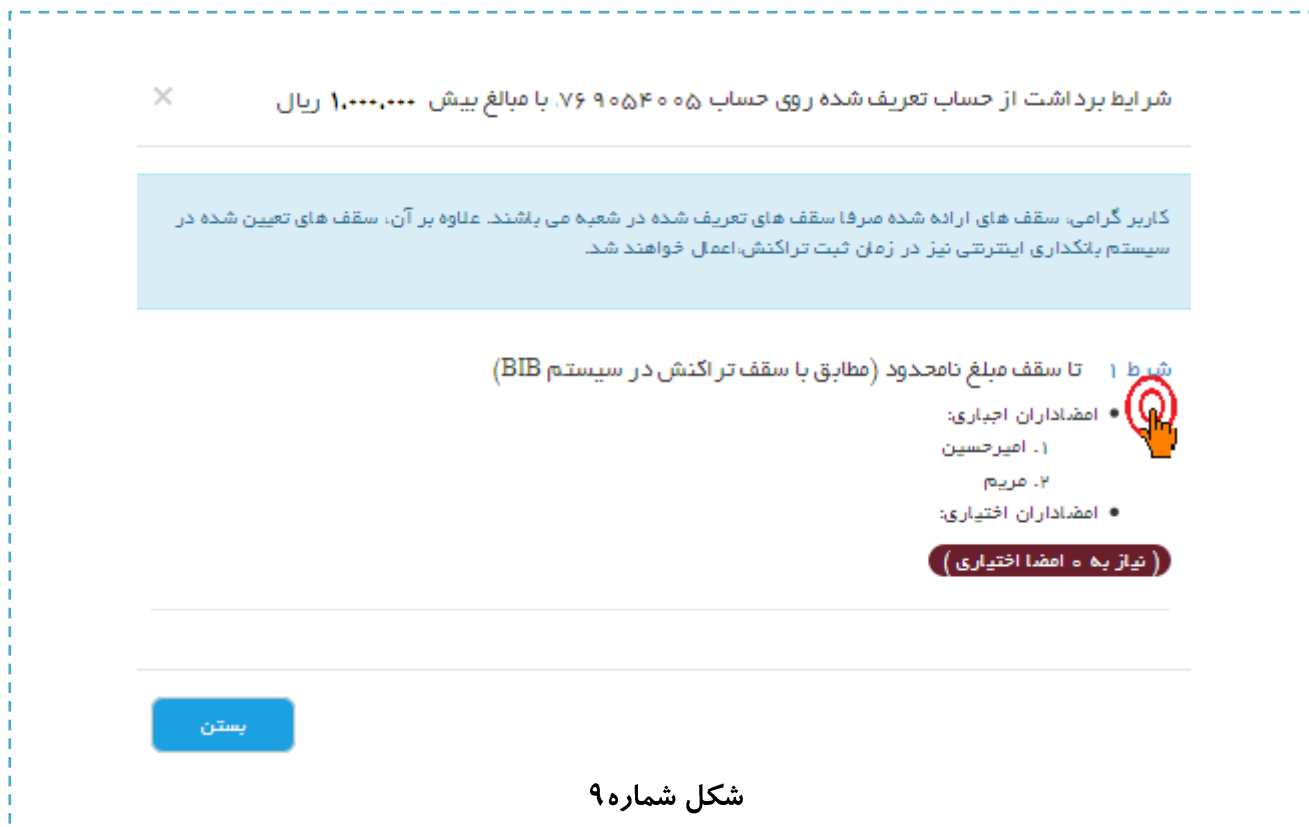 شرایط برداشت از حساب تعریف شده روی حساب ۷۶۹۰۵۴۰۰۵، با مبالغ بیش ۱،۰۰۰،۰۰۰ ریال ×
کاربر گرامی، سقف های ارائه شده صرفا سقف های تعریف شده در شعبه می باشند. علاوه بر آن، سقف های تعیین شده در
سیستم بانکداری اینترنتی نیز در زمان ثبت تراکنش،اعمال خواهند شد.
شرط ۱ تا سقف مبلغ نامحدود (مطابق با سقف تراکنش در سیستم BIB)
• امضاداران اجباری:
۱. امیرحسین
۲. مریم
• امضاداران اختیاری:
( نیاز به ۰ امضا اختیاری )
بستن
شکل شماره ۹